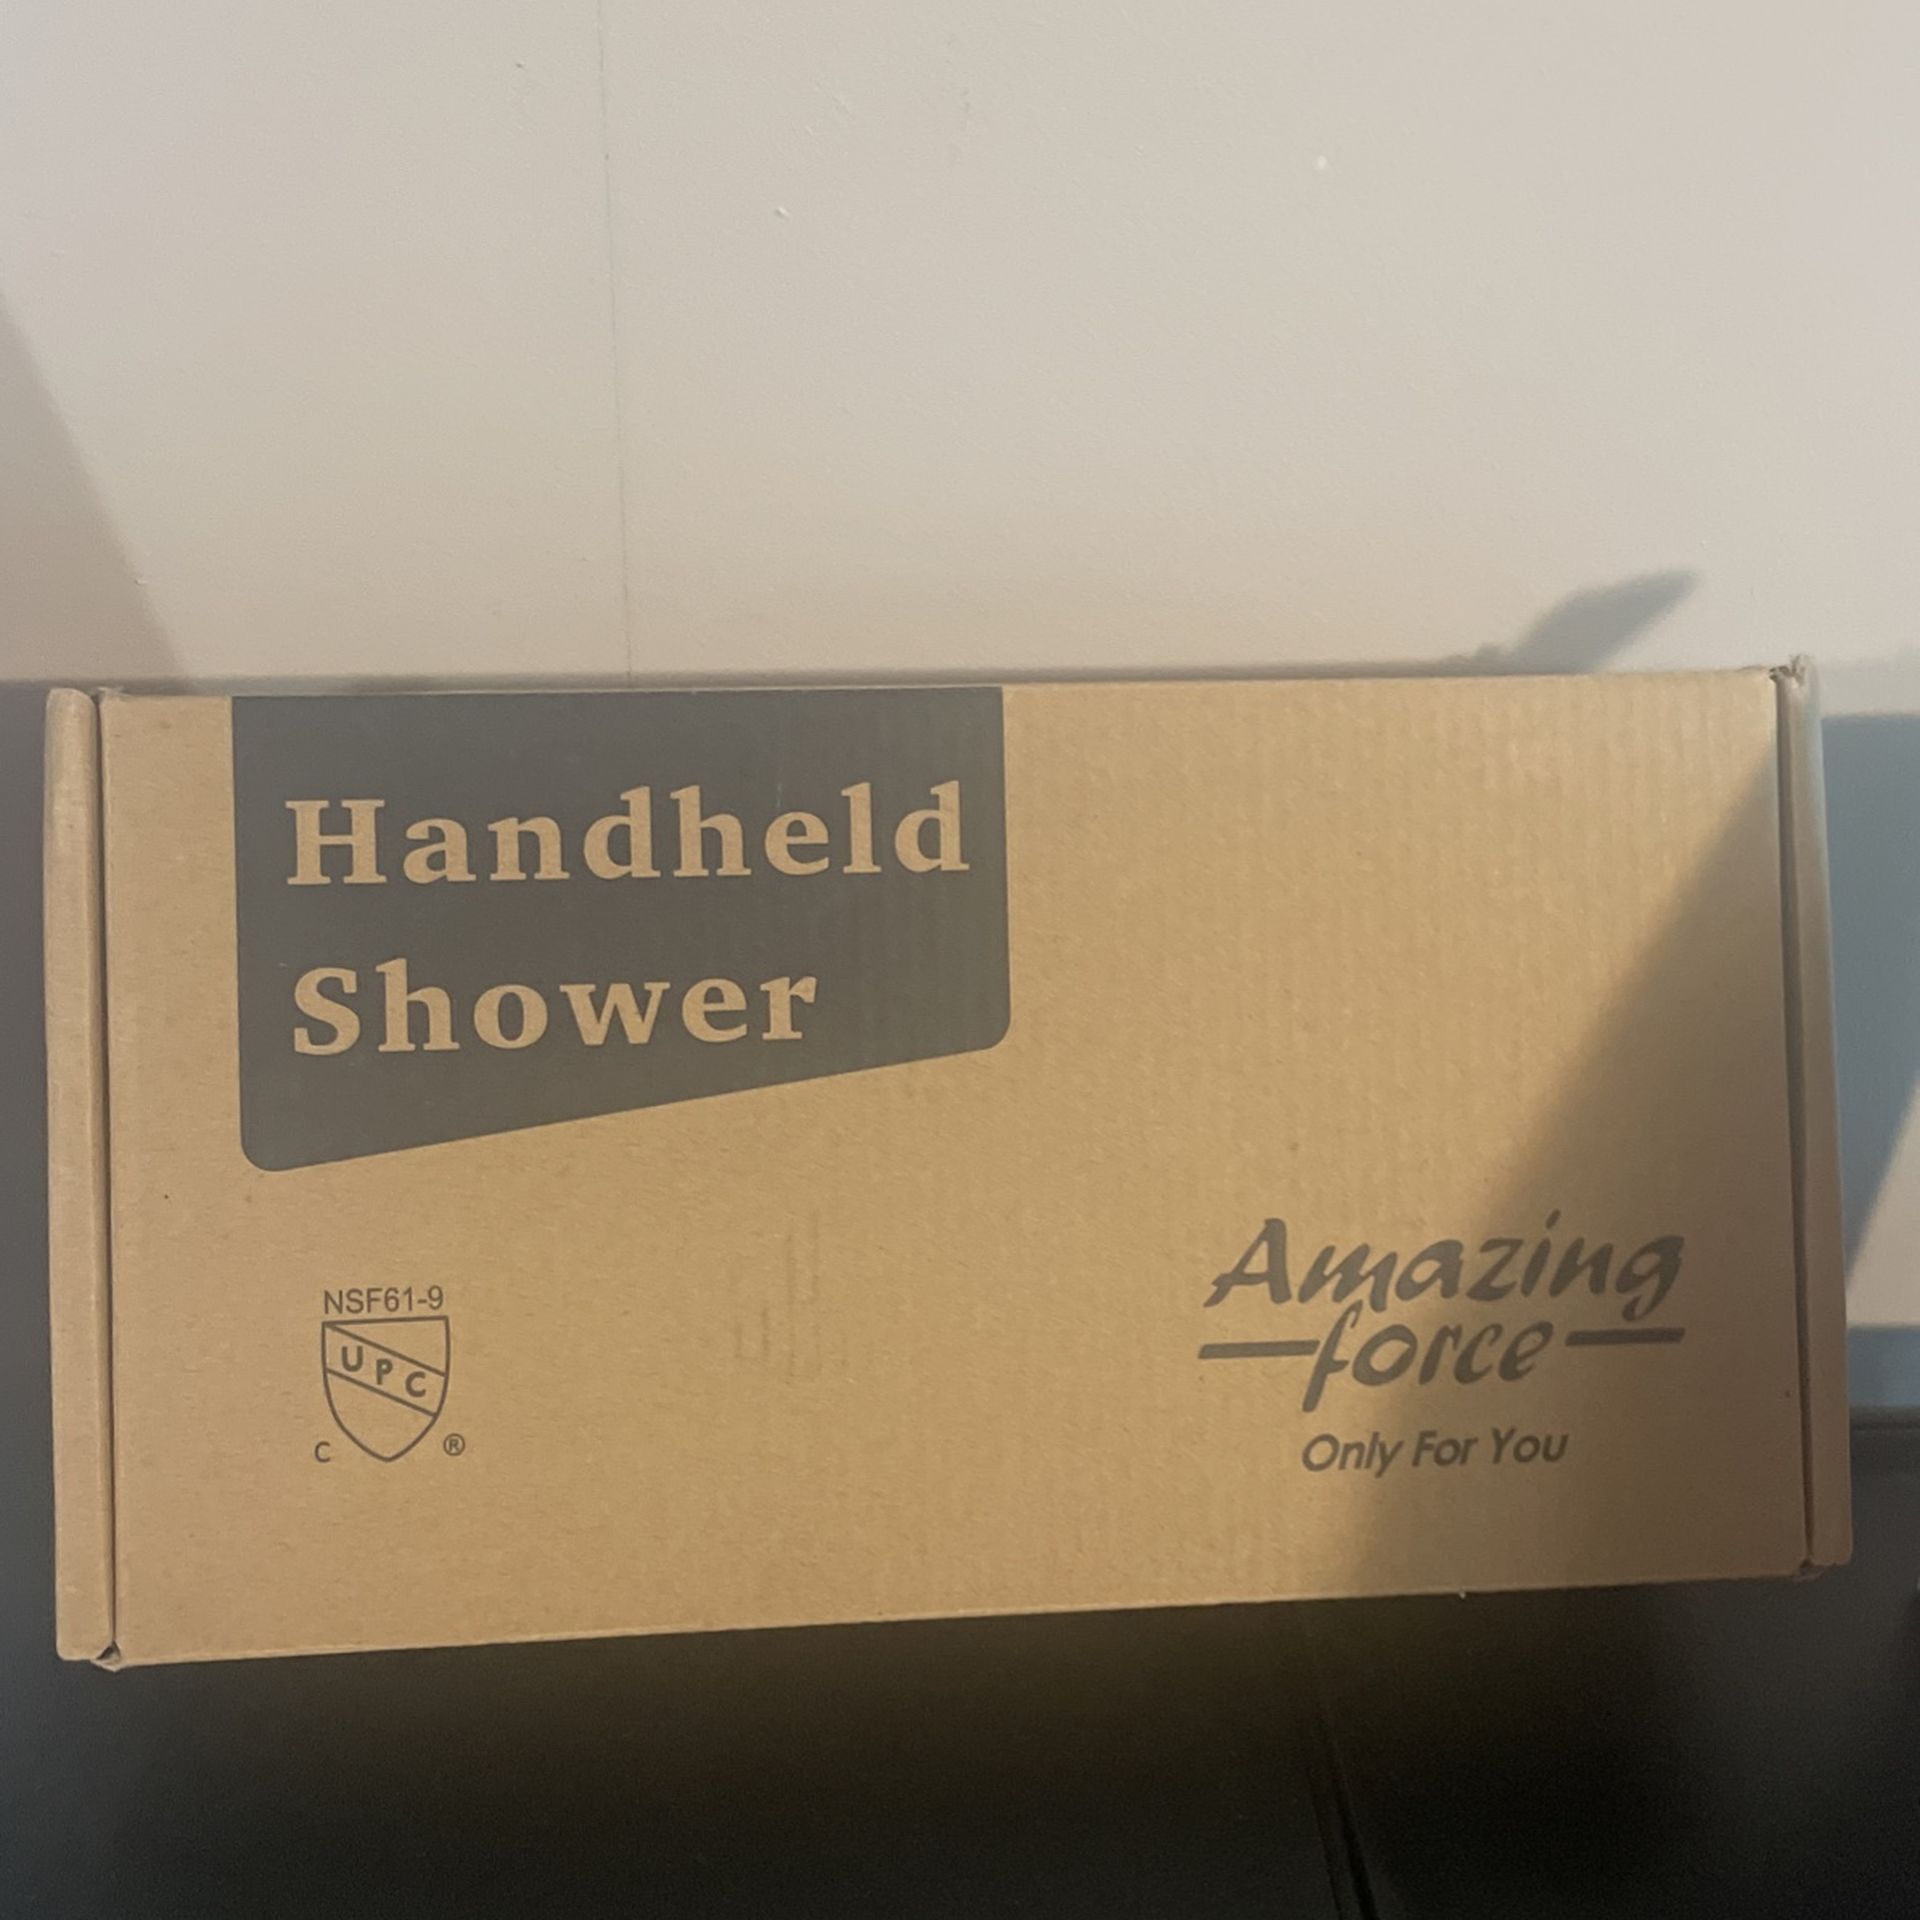 Handheld
Shower
NSF61-9
UPC
C ®
Amazing
force
Only For You